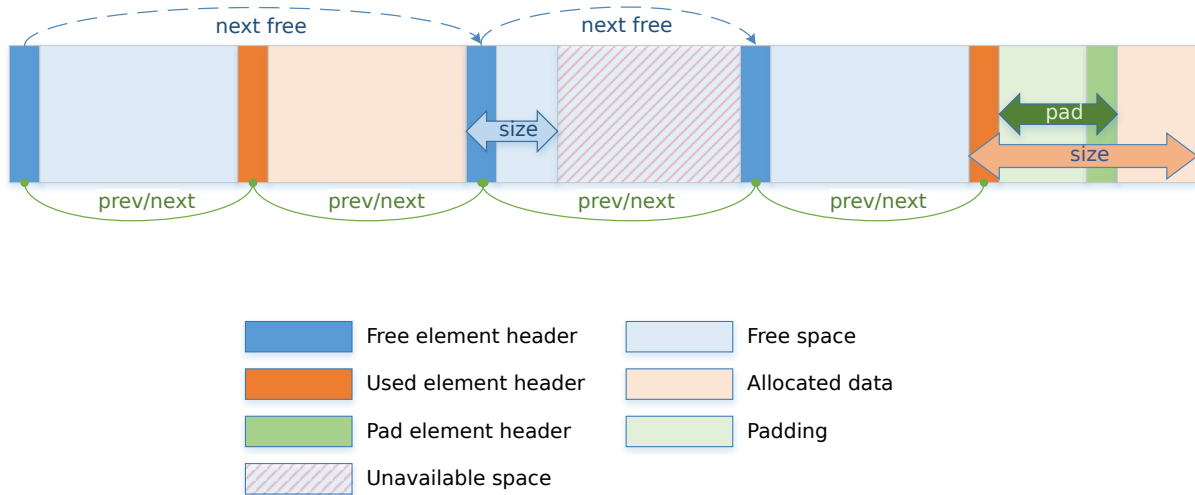 next free
next free
size
pad
size
prev/next
prev/next
prev/next
prev/next
Free element header
Free space
Used element header
Allocated data
Pad element header
Padding
Unavailable space